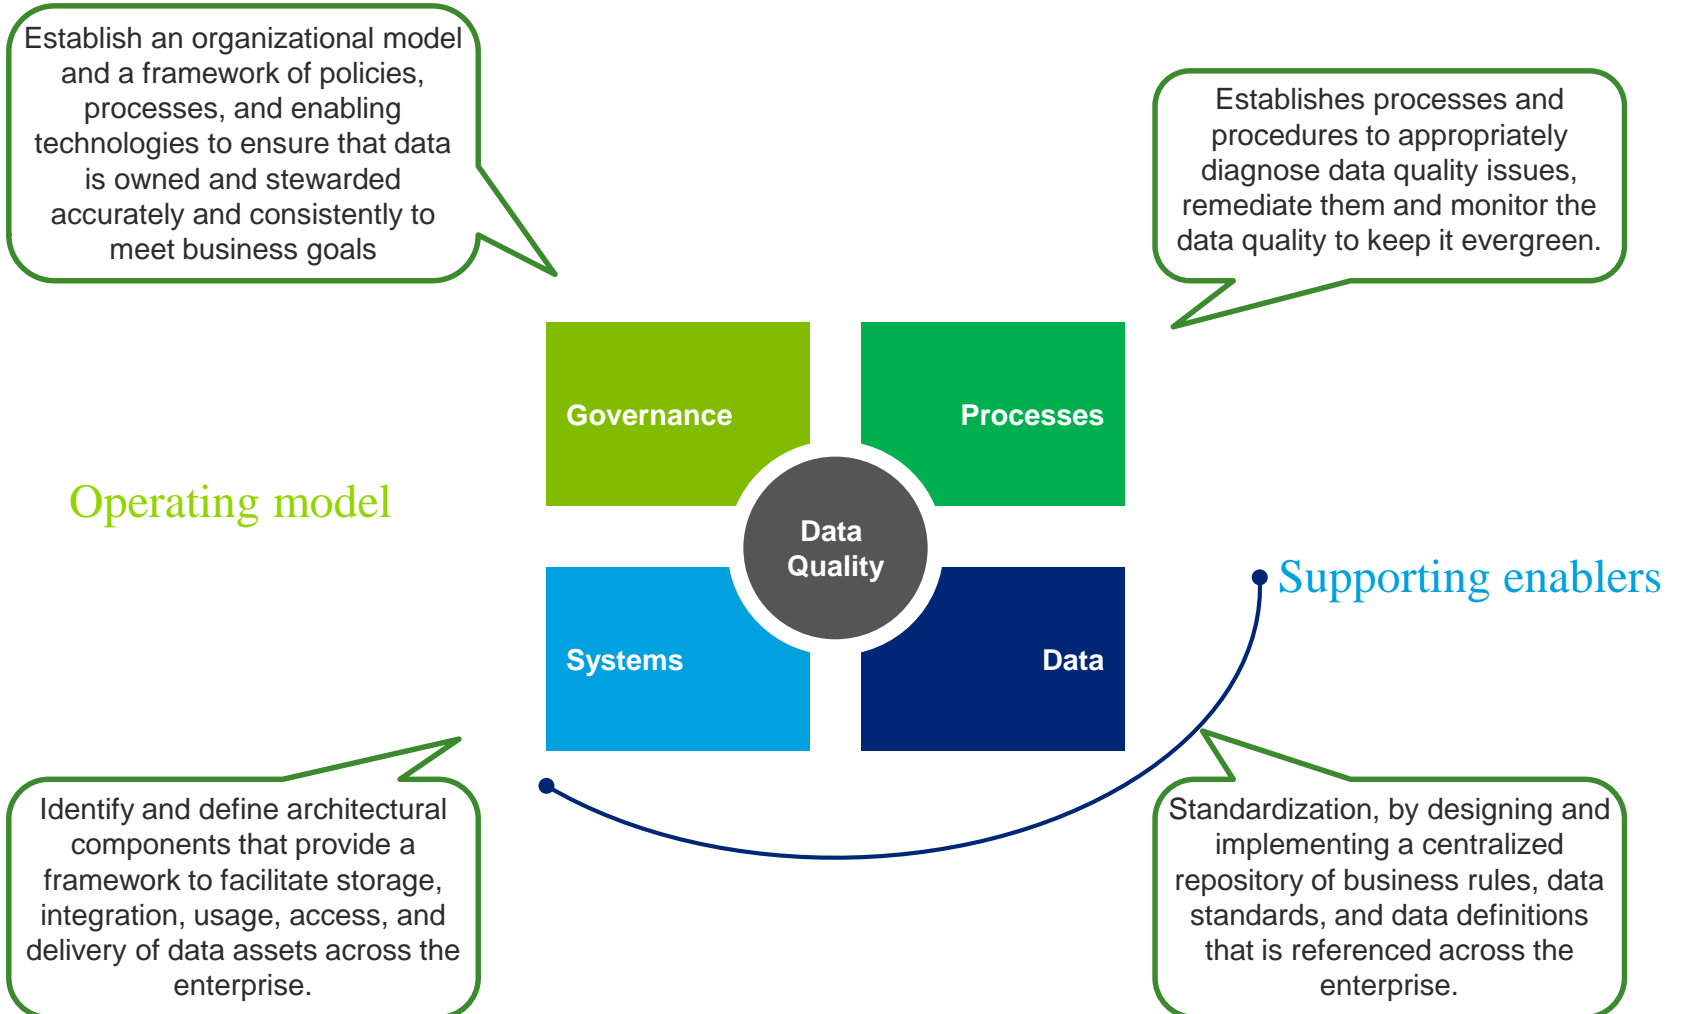 Establish an organizational model
and a framework of policies,
processes, and enabling
technologies to ensure that data
is owned and stewarded
accurately and consistently to
meet business goals
Establishes processes and
procedures to appropriately
diagnose data quality issues,
remediate them and monitor the
data quality to keep it evergreen.
Governance
Processes
Operating model
Data
Quality
Supporting enablers
Systems
Data
Identify and define architectural
components that provide a
framework to facilitate storage,
integration, usage, access, and
delivery of data assets across the
enterprise.
Standardization, by designing and
implementing a centralized
repository of business rules, data
standards, and data definitions
that is referenced across the
enterprise.